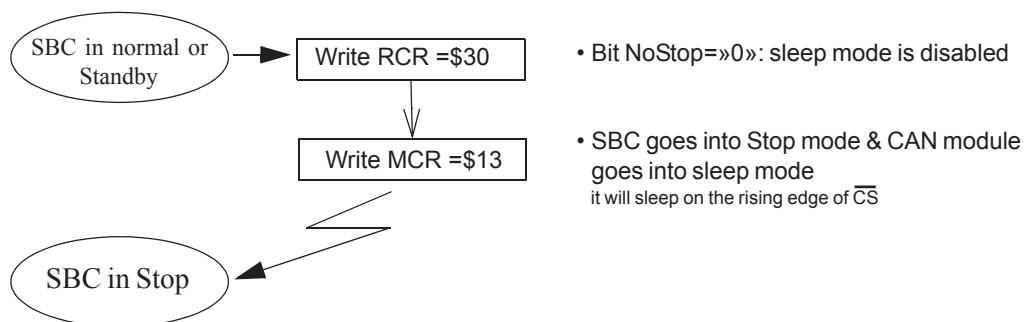 SBC in normal or
Standby
Write RCR =$30
• Bit NoStop=»0»: sleep mode is disabled
Write MCR =$13
• SBC goes into Stop mode & CAN module
goes into sleep mode
it will sleep on the rising edge of C̅S̅
SBC in Stop